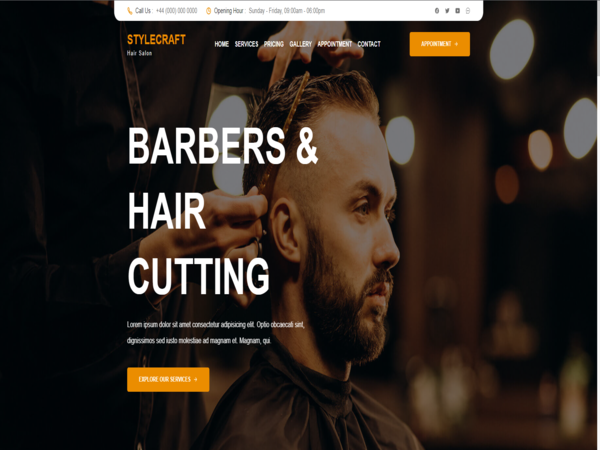 Call Us : +44 (000) 000 0000 Opening Hour : Sunday - Friday, 09:00am - 06:00pm
STYLECRAFT
Hair Salon
HOME SERVICES PRICING GALLERY APPOINTMENT CONTACT
APPOINTMENT
BARBERS &
HAIR
CUTTING
Lorem ipsum dolor sit amet consectetur adipisicing elit. Optio obcaecati sint,
dignissimos sed iusto molestiae ad magnam et. Magnam, qui.
EXPLORE OUR SERVICES